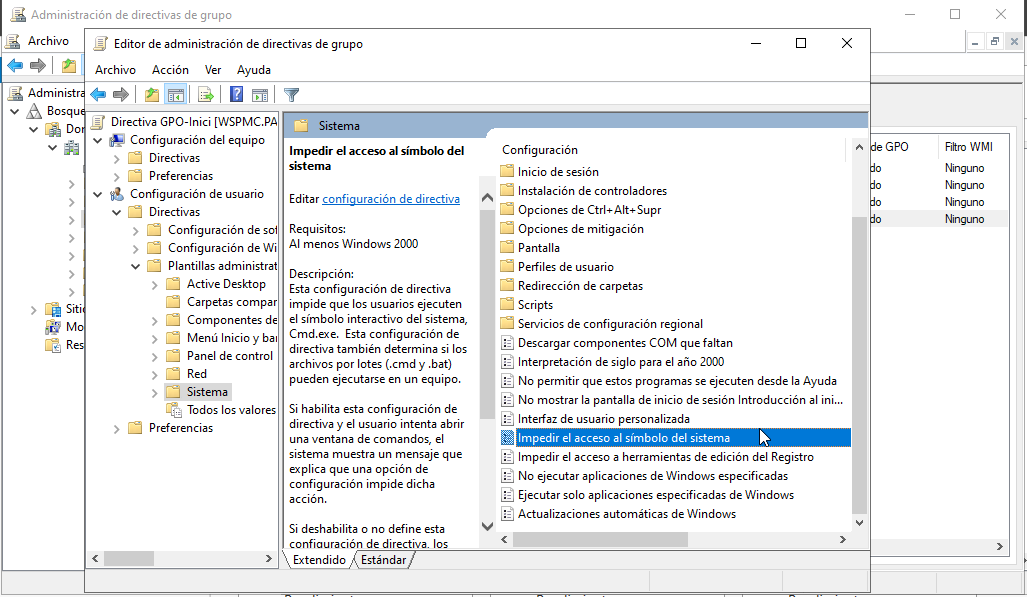 Administración de directivas de grupo
Archivo
Administra
Bosque
Dor
Sitic
Mo
Res
Editor de administración de directivas de grupo
Archivo Acción Ver Ayuda
Directiva GPO-Inici [WSPMC.PA
Configuración del equipo
Directivas
Preferencias
Configuración de usuario
Directivas
Configuración de sof
Configuración de Wi
Plantillas administrat
Active Desktop
Carpetas compar
Componentes de
Menú Inicio y bar
Panel de control
Red
Sistema
Todos los valores
Preferencias
Sistema
Impedir el acceso al símbolo del
sistema
Editar configuración de directiva
Requisitos:
Al menos Windows 2000
Descripción:
Esta configuración de directiva
impide que los usuarios ejecuten
el símbolo interactivo del sistema,
Cmd.exe. Esta configuración de
directiva también determina si los
archivos por lotes (.cmd y .bat)
pueden ejecutarse en un equipo.
Si habilita esta configuración de
directiva y el usuario intenta abrir
una ventana de comandos, el
sistema muestra un mensaje que
explica que una opción de
configuración impide dicha
acción.
Si deshabilita o no define esta
configuración de directiva, los
Configuración
Inicio de sesión
Instalación de controladores
Opciones de Ctrl+Alt+Supr
Opciones de mitigación
Pantalla
Perfiles de usuario
Redirección de carpetas
Scripts
Servicios de configuración regional
Descargar componentes COM que faltan
Interpretación de siglo para el año 2000
No permitir que estos programas se ejecuten desde la Ayuda
No mostrar la pantalla de inicio de sesión Introducción al ini...
Interfaz de usuario personalizada
Impedir el acceso al símbolo del sistema
Impedir el acceso a herramientas de edición del Registro
No ejecutar aplicaciones de Windows especificadas
Ejecutar solo aplicaciones especificadas de Windows
Actualizaciones automáticas de Windows
Extendido Estándar
de GPO Filtro WMI
do Ninguno
do Ninguno
do Ninguno
do Ninguno